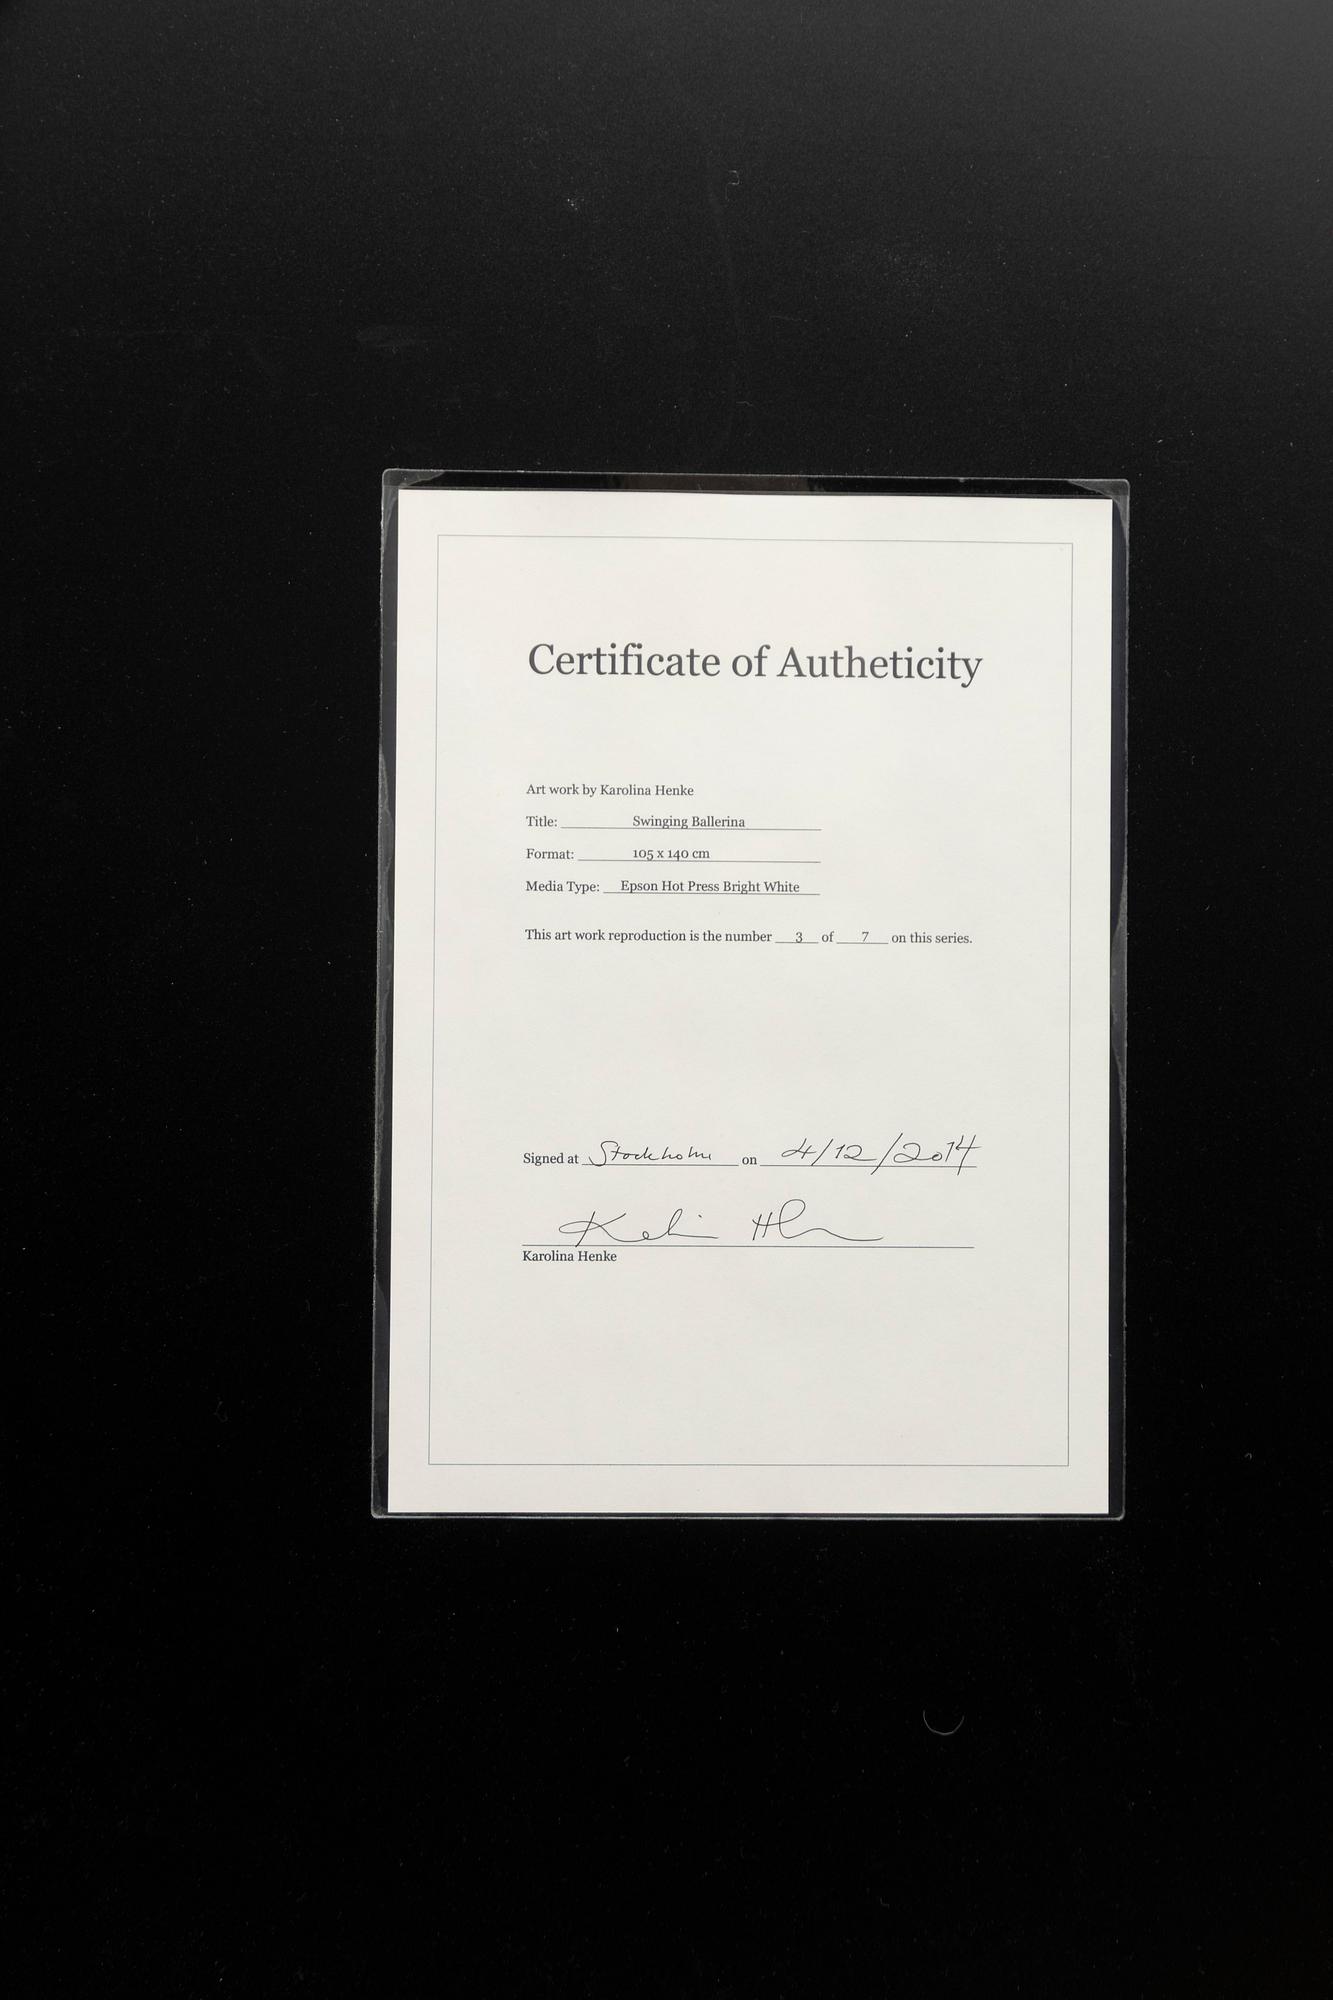 Certificate of Autheticity
Art work by Karolina Henke
Title: Swinging Ballerina
Format: 105 x 140 cm
Media Type: Epson Hot Press Bright White
This art work reproduction is the number 3 of 7 on this series.
Signed at Stockholm on 4/12/2014
Karolina Henke